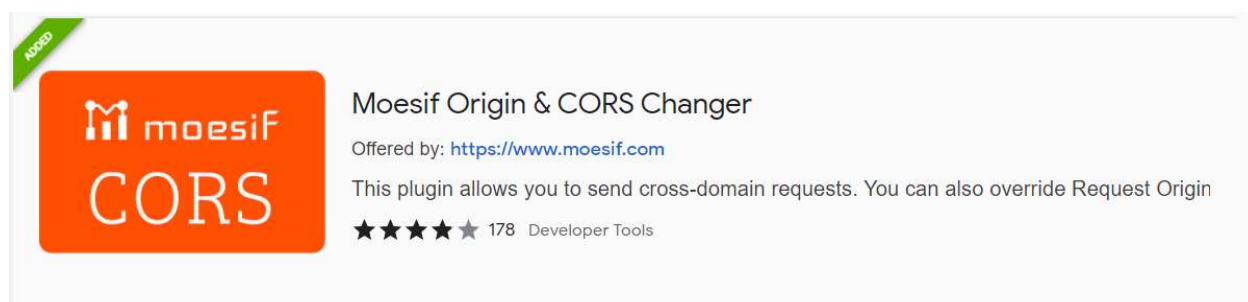 ADDED
moesif
CORS
Moesif Origin & CORS Changer
Offered by: https://www.moesif.com
This plugin allows you to send cross-domain requests. You can also override Request Origin
178 Developer Tools